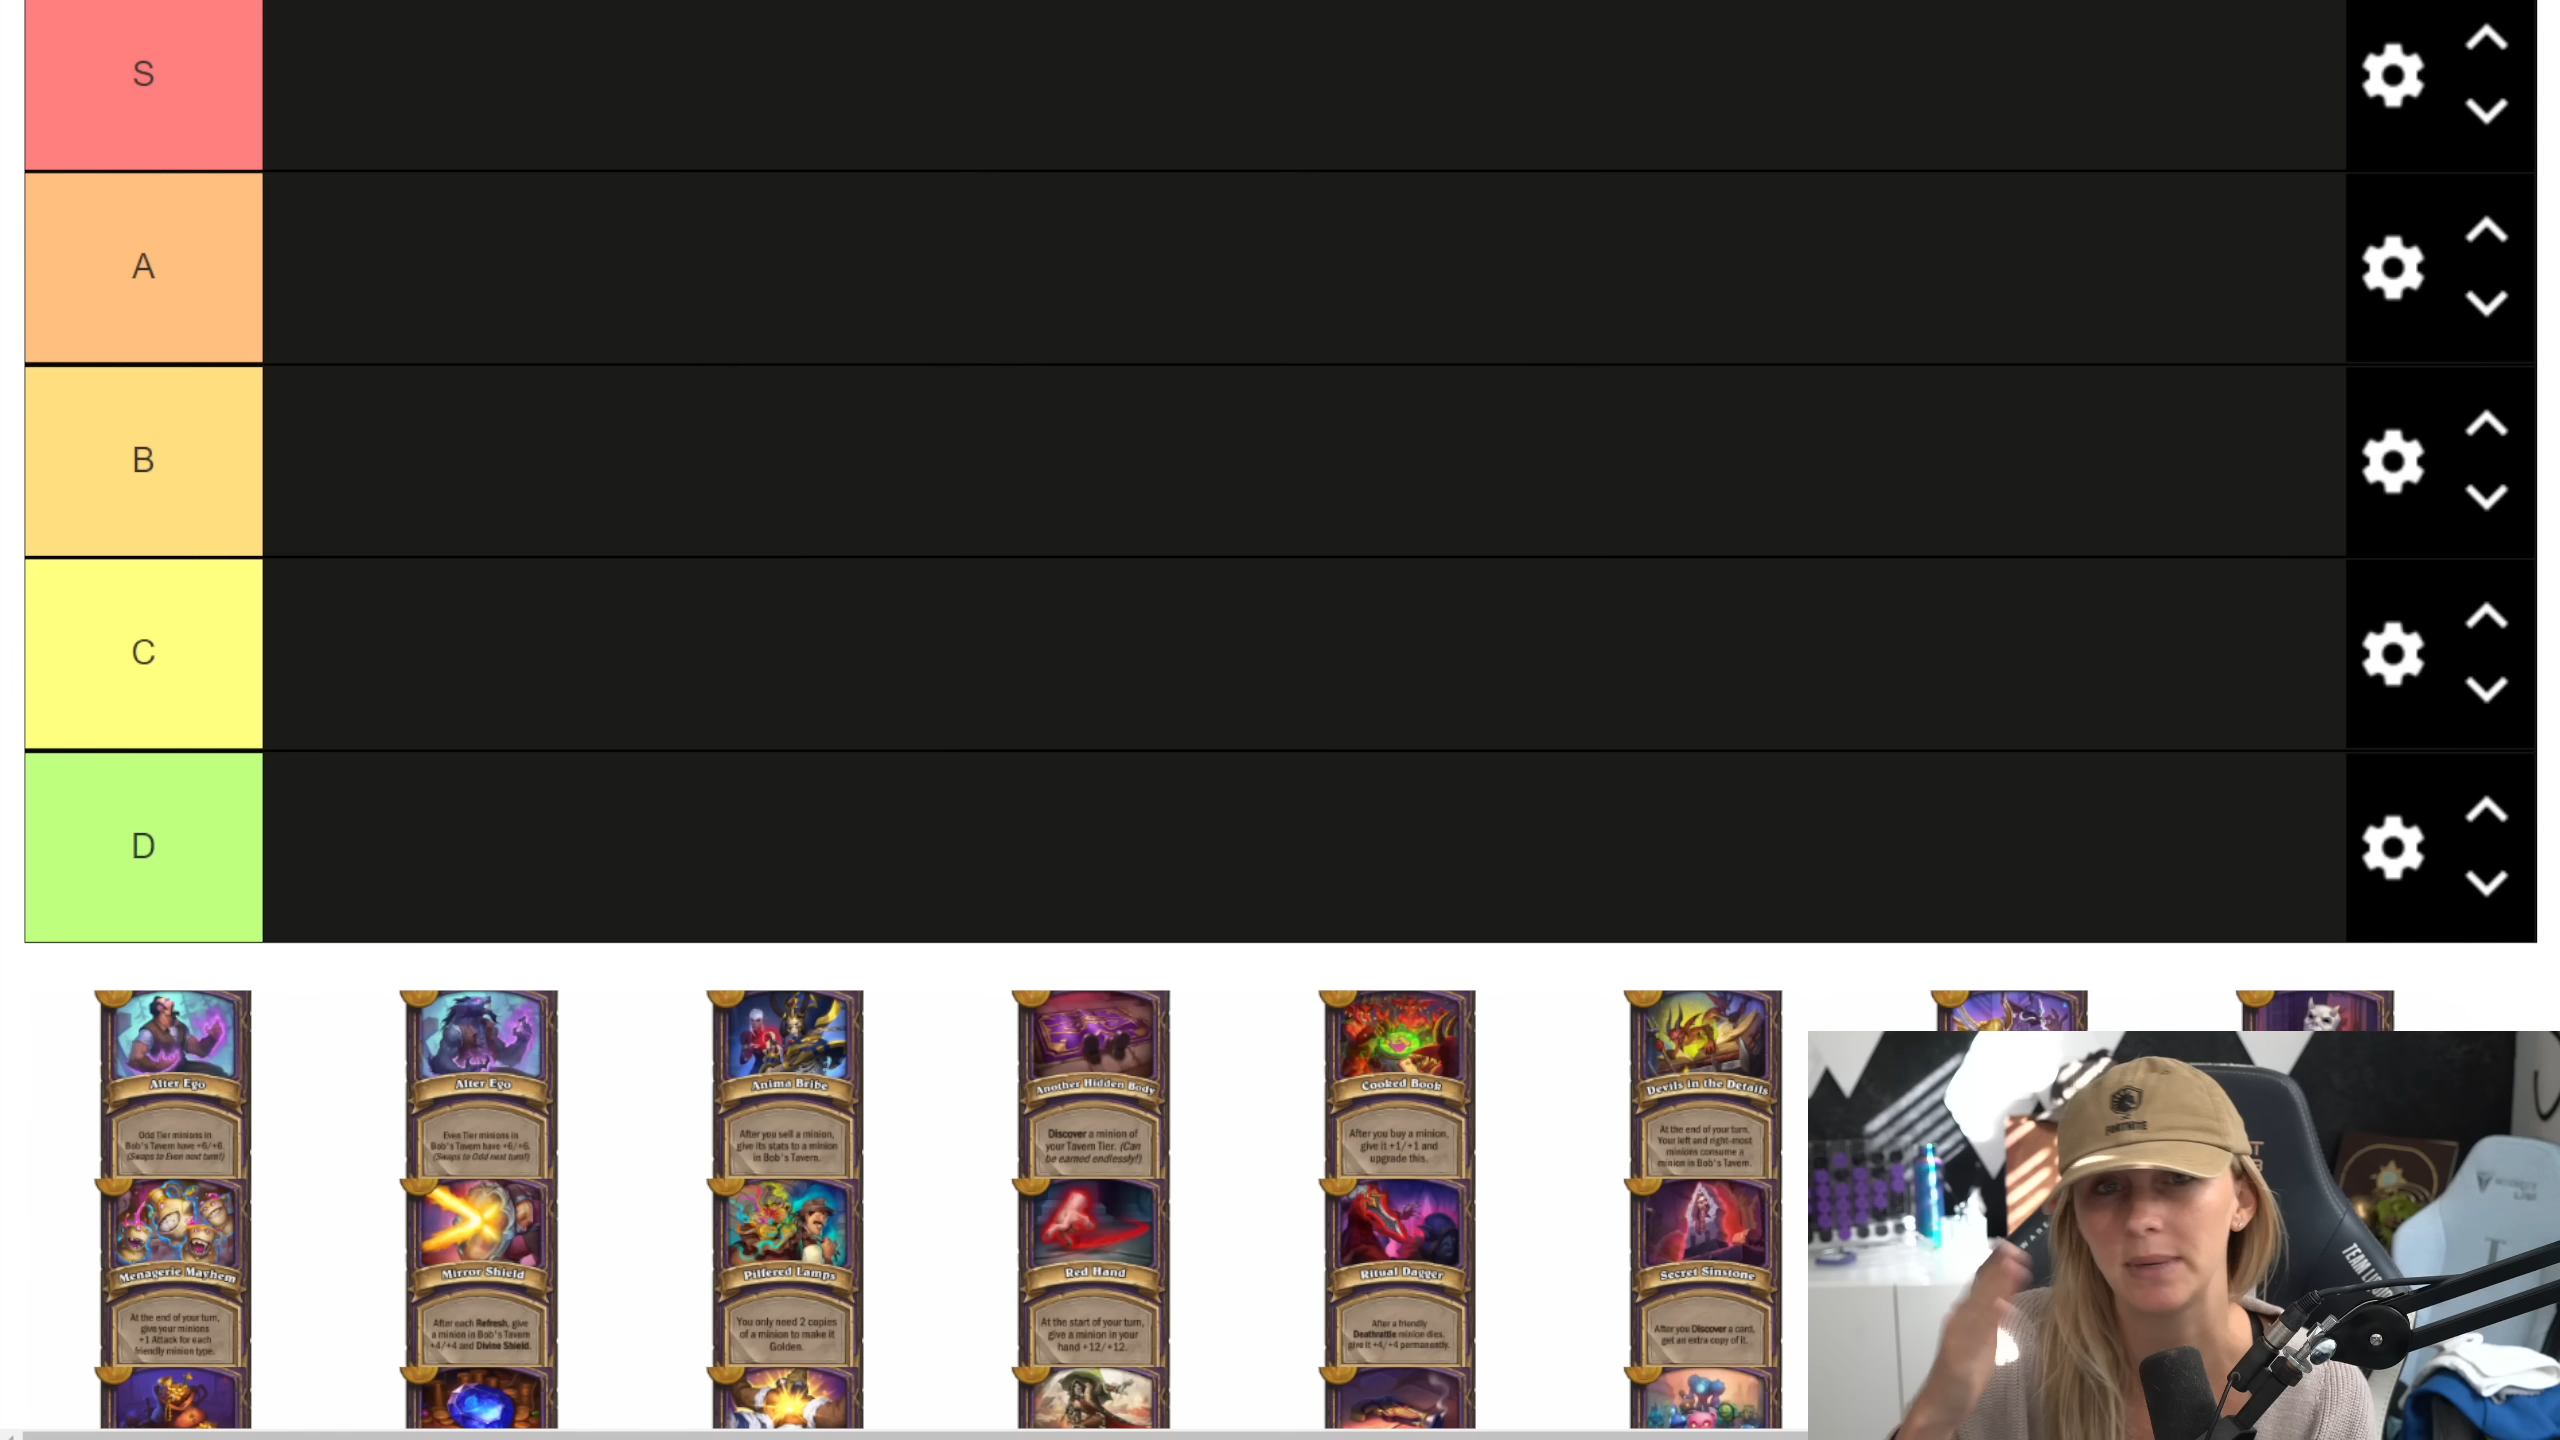 S
A
B
C
D
Alter Ego
Odd Tier minions in
Bob's Tavern have +6/+6.
(Swaps to Even next turn!)
Alter Ego
Even Tier minions in
Bob's Tavern have +6/+6.
(Swaps to Odd next turn!)
Anima Bribe
After you sell a minion,
give its stats to a minion
in Bob's Tavern.
Another Hidden Body
Discover a minion of
your Tavern Tier. (Can
be earned endlessly!)
Cooked Book
After you buy a minion,
give it +1/+1 and
upgrade this.
Devils in the Details
At the end of your turn,
Your left and right-most
minions consume a
minion in Bob's Tavern.
Menagerie Mayhem
At the end of your turn,
give your minions
+1 Attack for each
friendly minion type.
Mirror Shield
After each Refresh, give
a minion in Bob's Tavern
+4/+4 and Divine Shield.
Pilfered Lamps
You only need 2 copies
of a minion to make it
Golden.
Red Hand
At the start of your turn,
give a minion in your
hand +12/+12.
Ritual Dagger
After a friendly
Deathrattle minion dies,
give it +4/+4 permanently.
Secret Sinstone
After you Discover a card,
get an extra copy of it.
FORTNITE
TEAM LI